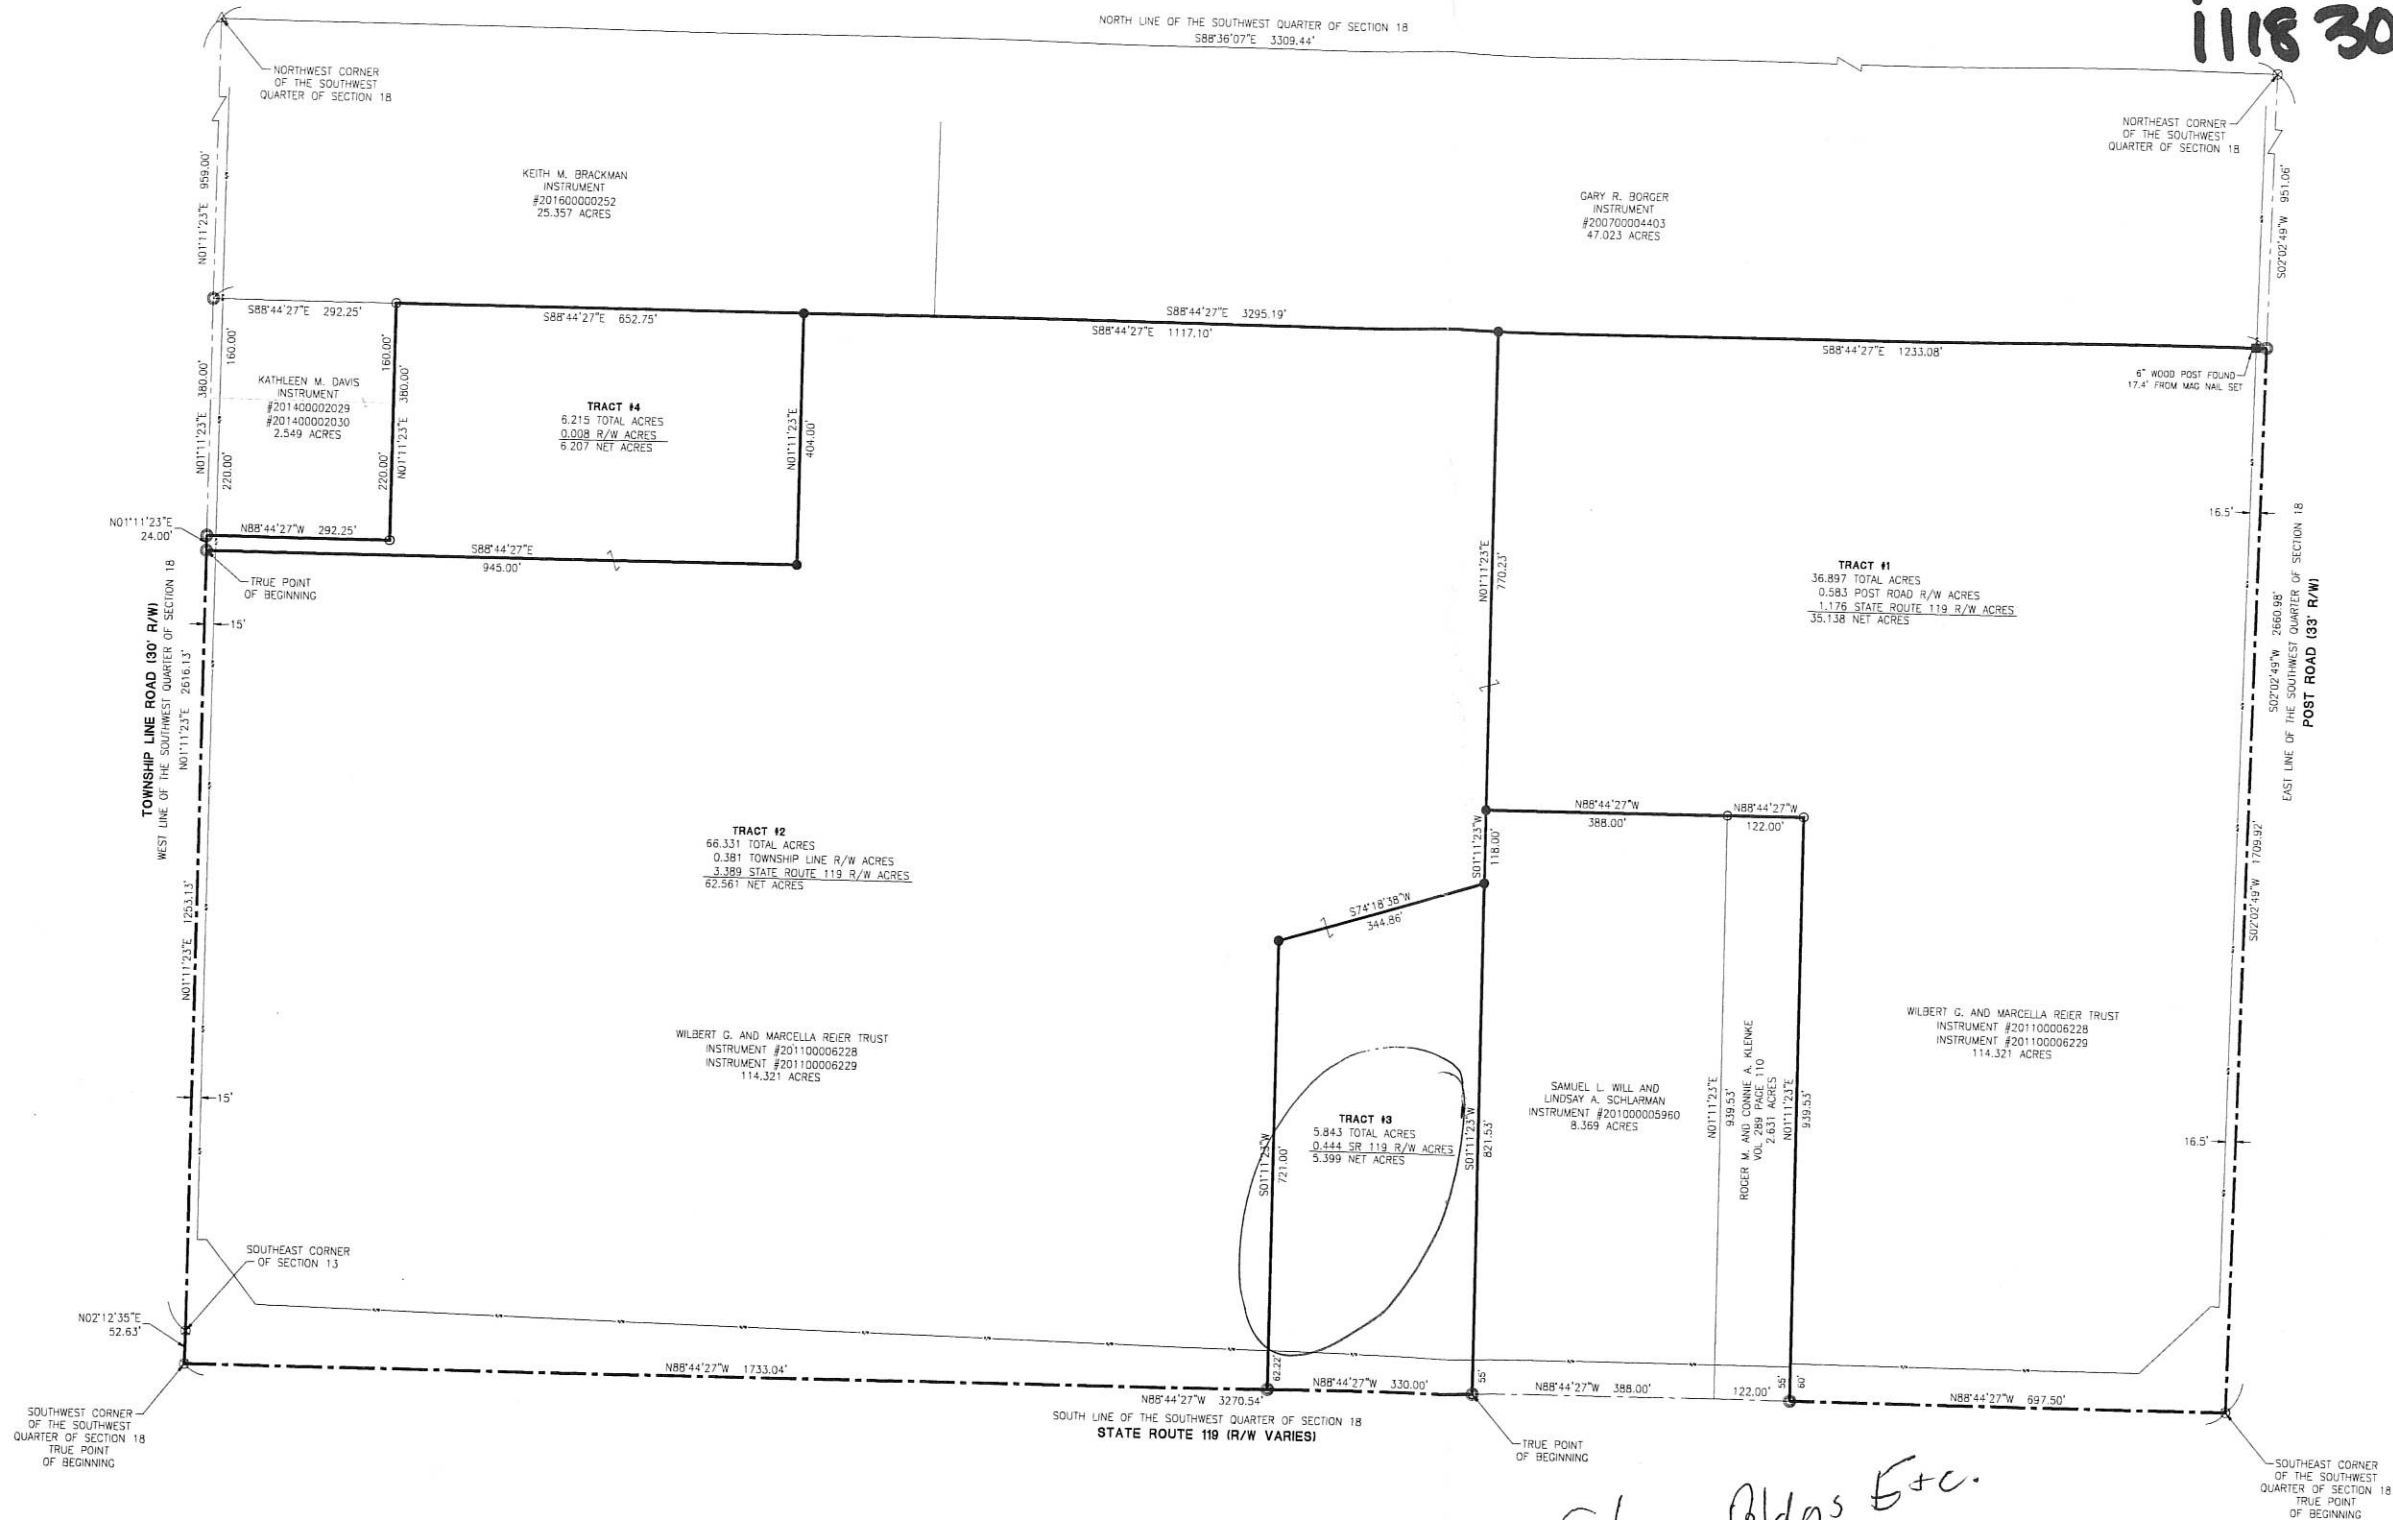 i11830
NORTH LINE OF THE SOUTHWEST QUARTER OF SECTION 18
S88°36'07"E 3309.44'
NORTHWEST CORNER
OF THE SOUTHWEST
QUARTER OF SECTION 18
NORTHEAST CORNER
OF THE SOUTHWEST
QUARTER OF SECTION 18
N01°11'23"E 959.00'
S02°02'49"W 951.06'
KEITH M. BRACKMAN
INSTRUMENT
#201600000252
25.357 ACRES
GARY R. BORGER
INSTRUMENT
#200700004403
47.023 ACRES
S88°44'27"E 292.25'
S88°44'27"E 652.75'
S88°44'27"E 3295.19'
S88°44'27"E 1117.10'
S88°44'27"E 1233.08'
6" WOOD POST FOUND
17.4' FROM MAG NAIL SET
N01°11'23"E 380.00'
160.00'
220.00'
KATHLEEN M. DAVIS
INSTRUMENT
#201400002029
#201400002030
2.549 ACRES
160.00'
220.00'
N01°11'23"E 380.00'
TRACT #4
6.215 TOTAL ACRES
0.008 R/W ACRES
6.207 NET ACRES
N01°11'23"E
404.00'
N01°11'23"E
24.00'
N88°44'27"W 292.25'
S88°44'27"E
945.00'
TRUE POINT
OF BEGINNING
15'
TOWNSHIP LINE ROAD (30' R/W)
WEST LINE OF THE SOUTHWEST QUARTER OF SECTION 18
N01°11'23"E 2616.13'
N01°11'23"E 1253.13'
15'
N01°11'23"E
770.23'
TRACT #1
36.897 TOTAL ACRES
0.583 POST ROAD R/W ACRES
1.176 STATE ROUTE 119 R/W ACRES
35.138 NET ACRES
16.5'
S02°02'49"W 2660.98'
EAST LINE OF THE SOUTHWEST QUARTER OF SECTION 18
POST ROAD (33' R/W)
S02°02'49"W 1709.92'
16.5'
TRACT #2
66.331 TOTAL ACRES
0.381 TOWNSHIP LINE R/W ACRES
3.389 STATE ROUTE 119 R/W ACRES
62.561 NET ACRES
N88°44'27"W
388.00'
N88°44'27"W
122.00'
S01°11'23"W
118.00'
S74°18'38"W
344.86'
WILBERT G. AND MARCELLA REIER TRUST
INSTRUMENT #201100006228
INSTRUMENT #201100006229
114.321 ACRES
WILBERT G. AND MARCELLA REIER TRUST
INSTRUMENT #201100006228
INSTRUMENT #201100006229
114.321 ACRES
S01°11'23"W
721.00'
TRACT #3
5.843 TOTAL ACRES
0.444 SR 119 R/W ACRES
5.399 NET ACRES
S01°11'23"W
821.53'
SAMUEL L. WILL AND
LINDSAY A. SCHLARMAN
INSTRUMENT #201000005960
8.369 ACRES
N01°11'23"E
939.53'
ROGER M. AND CONNIE A. KLENKE
VOL 289 PAGE 110
2.631 ACRES
N01°11'23"E
939.53'
SOUTHEAST CORNER
OF SECTION 13
N02°12'35"E
52.63'
N88°44'27"W 1733.04'
62.22'
N88°44'27"W 330.00'
55'
N88°44'27"W 388.00'
122.00'
55'
60'
N88°44'27"W 697.50'
N88°44'27"W 3270.54'
SOUTH LINE OF THE SOUTHWEST QUARTER OF SECTION 18
STATE ROUTE 119 (R/W VARIES)
SOUTHWEST CORNER
OF THE SOUTHWEST
QUARTER OF SECTION 18
TRUE POINT
OF BEGINNING
TRUE POINT
OF BEGINNING
SOUTHEAST CORNER
OF THE SOUTHWEST
QUARTER OF SECTION 18
TRUE POINT
OF BEGINNING
Bldgs Etc.